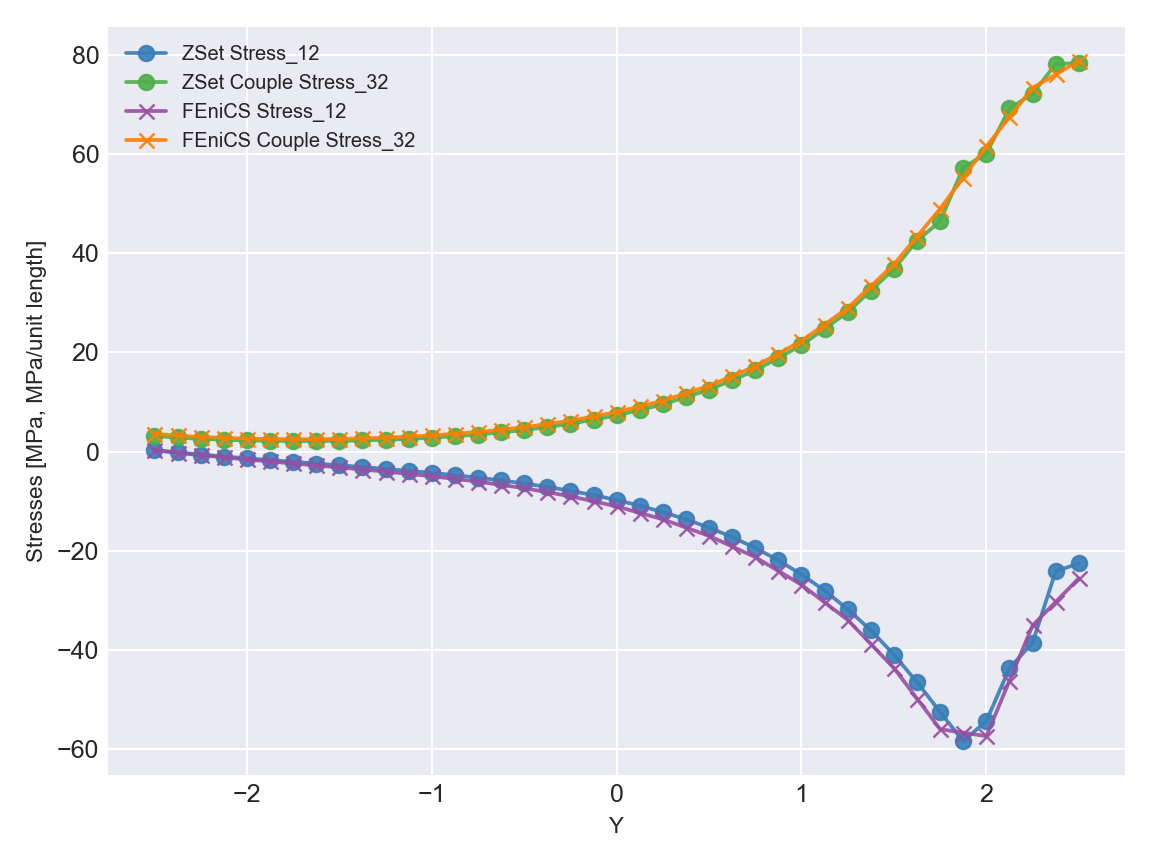 ZSet Stress_12
ZSet Couple Stress_32
FEniCS Stress_12
FEniCS Couple Stress_32
80
60
40
20
0
−20
−40
−60
Stresses [MPa, MPa/unit length]
−2
−1
0
1
2
Y